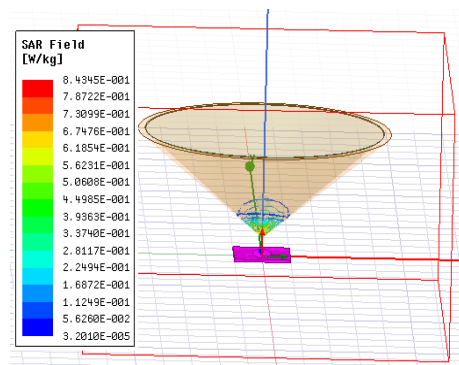 SAR Field
[W/kg]
8.4345E-001
7.8722E-001
7.3099E-001
6.7476E-001
6.1854E-001
5.6231E-001
5.0608E-001
4.4985E-001
3.9363E-001
3.3740E-001
2.8117E-001
2.2494E-001
1.6872E-001
1.1249E-001
5.6260E-002
3.2010E-005